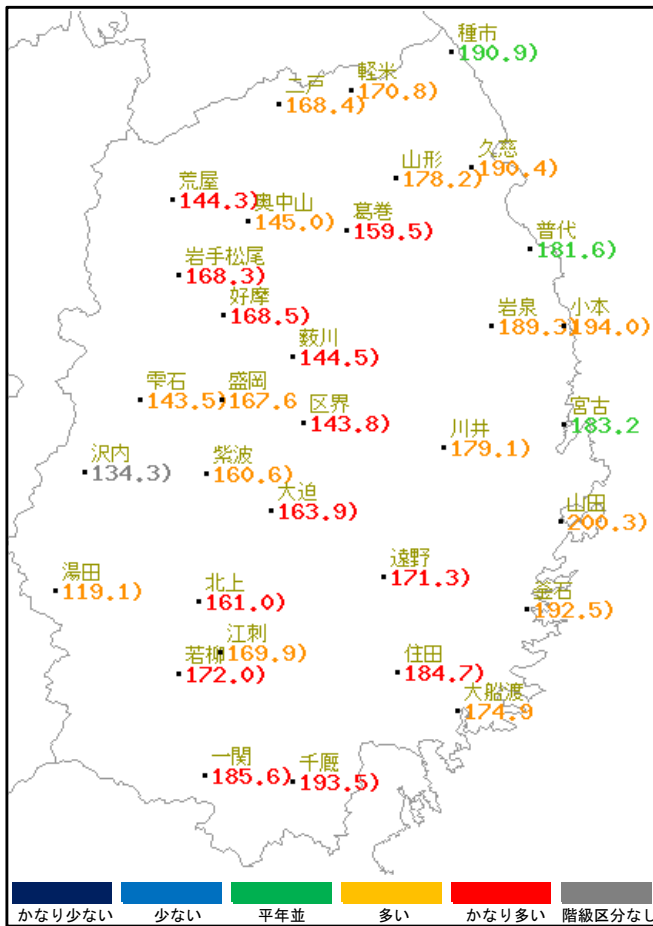 種市
190.9)
軽米
170.8)
二戸
168.4)
久慈
190.4)
山形
178.2)
荒屋
144.3)
奥中山
145.0)
葛巻
159.5)
普代
181.6)
岩手松尾
168.3)
好摩
168.5)
岩泉
189.3)
小本
194.0)
薮川
144.5)
雫石
143.5)
盛岡
167.6
区界
143.8)
宮古
183.2
川井
179.1)
沢内
134.3)
紫波
160.6)
大迫
163.9)
山田
200.3)
湯田
119.1)
遠野
171.3)
北上
161.0)
釜石
192.5)
江刺
169.9)
若柳
172.0)
住田
184.7)
大船渡
174.9
一関
185.6)
千厩
193.5)
かなり少ない
少ない
平年並
多い
かなり多い
階級区分なし